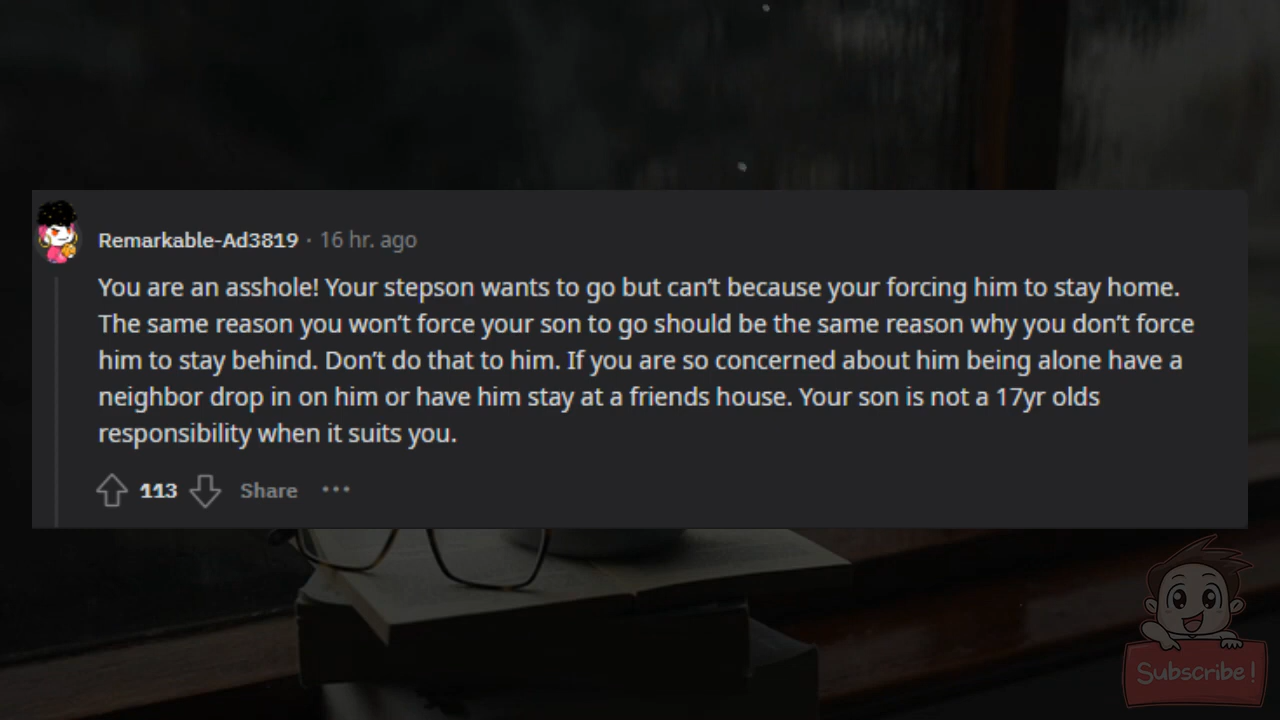 Remarkable-Ad3819 · 16 hr. ago
You are an asshole! Your stepson wants to go but can’t because your forcing him to stay home.
The same reason you won’t force your son to go should be the same reason why you don’t force
him to stay behind. Don’t do that to him. If you are so concerned about him being alone have a
neighbor drop in on him or have him stay at a friends house. Your son is not a 17yr olds
responsibility when it suits you.
113 Share ···
Subscribe!